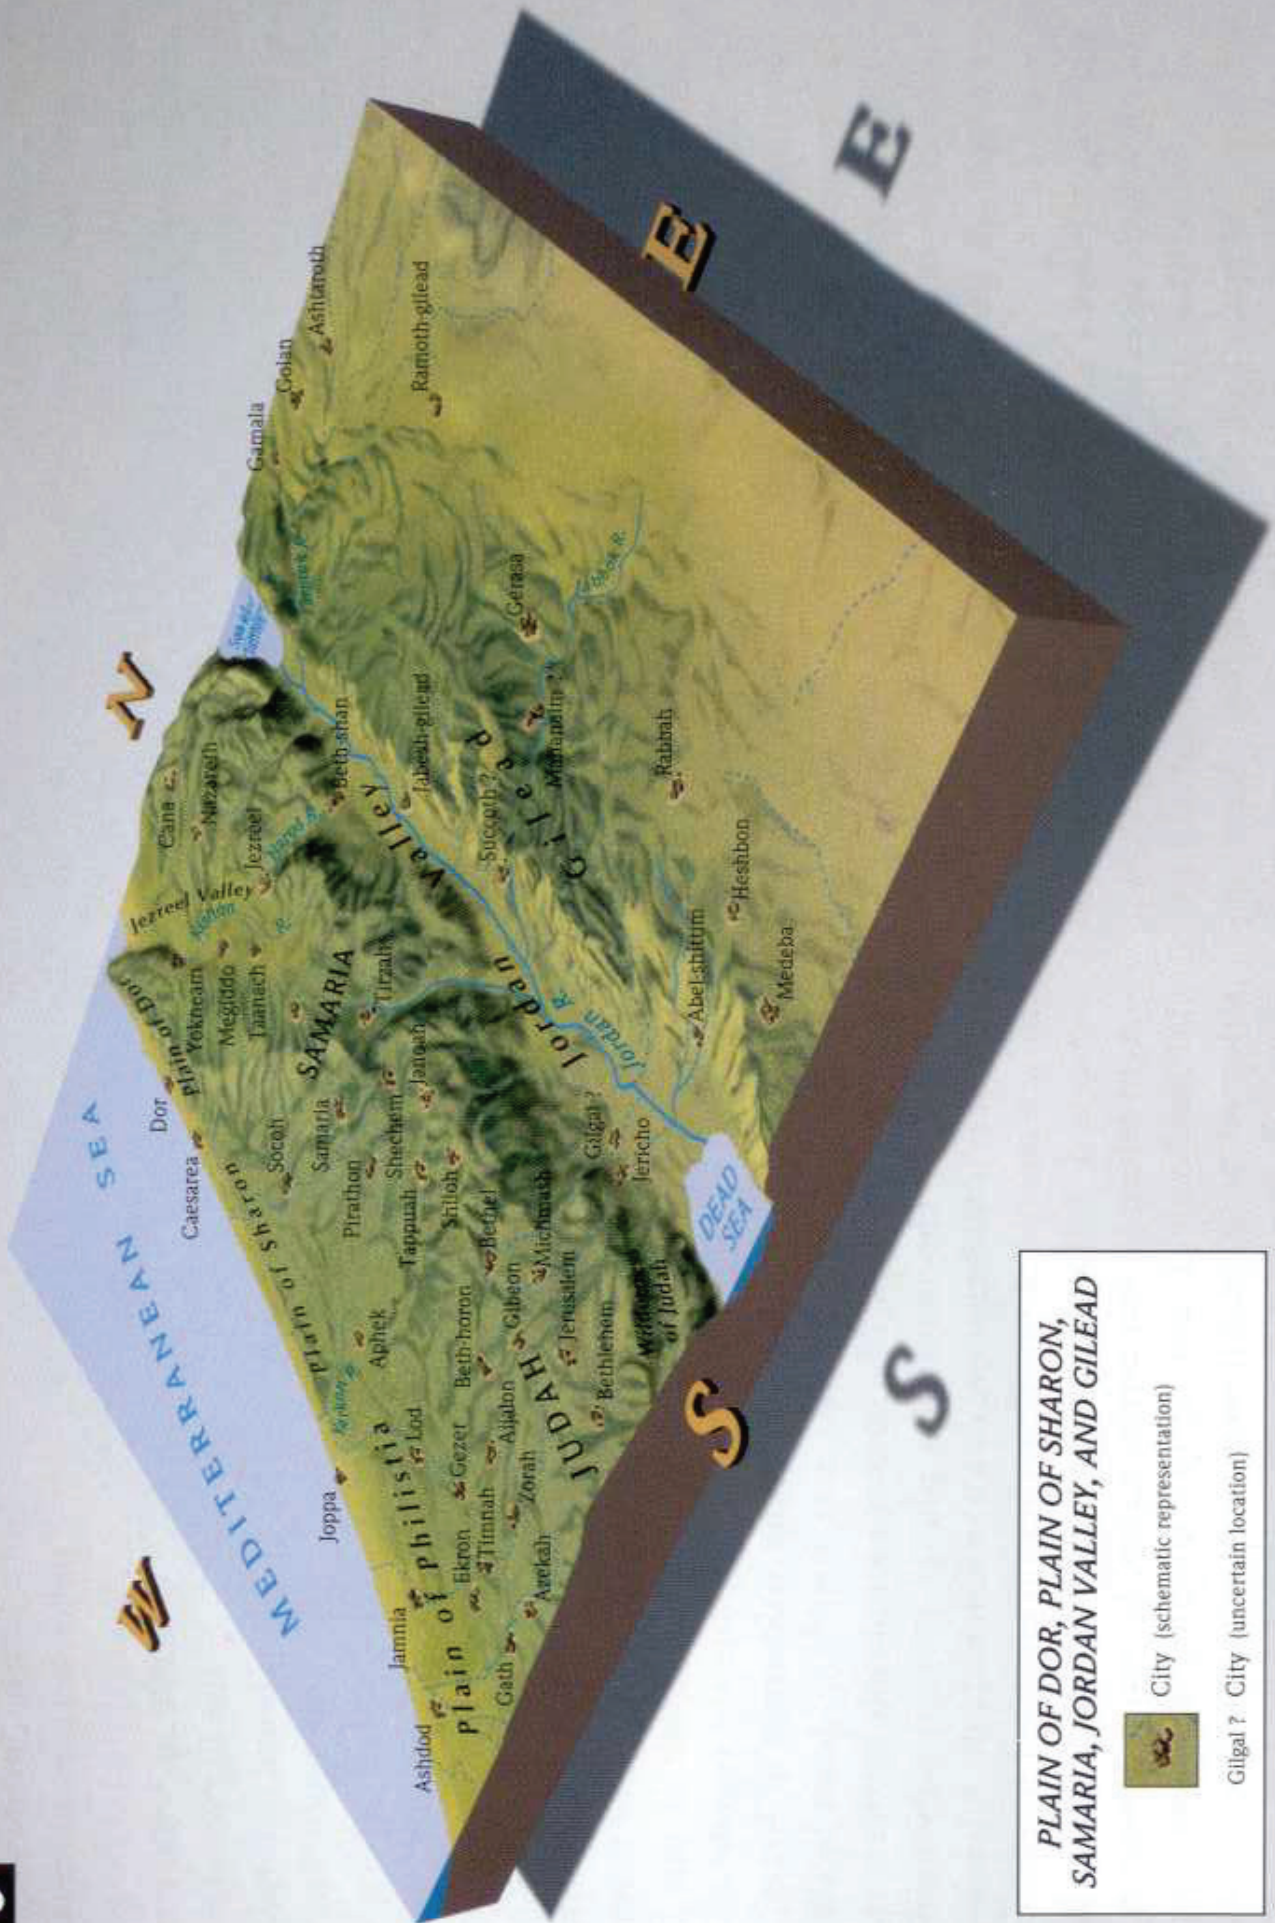 N
W
E
E
S
S
MEDITERRANEAN SEA
Dor
Plain of Dor
Caesarea
Plain of Sharon
Joppa
Jamnia
Ashdod
Plain of Philistia
Jezreel Valley
Kishon
R.
Cana
Nazareth
Jezreel
Harod R.
Yokneam
Megiddo
Taanach
Beth-shan
Gamala
Golan
Ashtaroth
Ramoth-gilead
SAMARIA
Socoh
Samaria
Tirzah
Pirathon
Shechem
Janoah
Tappuah
Shiloh
Aphek
Lod
Beth-horon
Bethel
Gibeon
Michmash
Gezer
Aijalon
Ekron
Timnah
Zorah
Gath
Azekah
JUDAH
Jerusalem
Bethlehem
Wilderness
of Judah
Gilgal ?
Jericho
DEAD
SEA
Jordan Valley
Jordan R.
Jabesh-gilead
Succoth ?
Gilead
Mahanaim ?
Gerasa
Rabbah
Heshbon
Abel-shitum
Medeba
PLAIN OF DOR, PLAIN OF SHARON,
SAMARIA, JORDAN VALLEY, AND GILEAD
City (schematic representation)
Gilgal ? City (uncertain location)